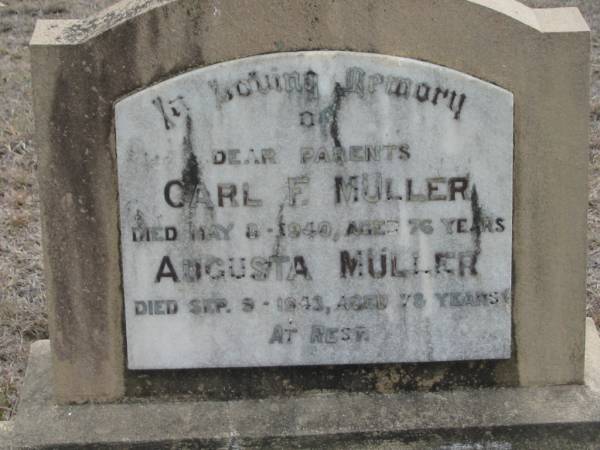 In Loving Memory
OF
DEAR PARENTS
CARL F. MÜLLER
DIED MAY 8 - 1940, AGED 76 YEARS
AUGUSTA MÜLLER
DIED SEP. 9 - 1943, AGED 78 YEARS
AT REST.